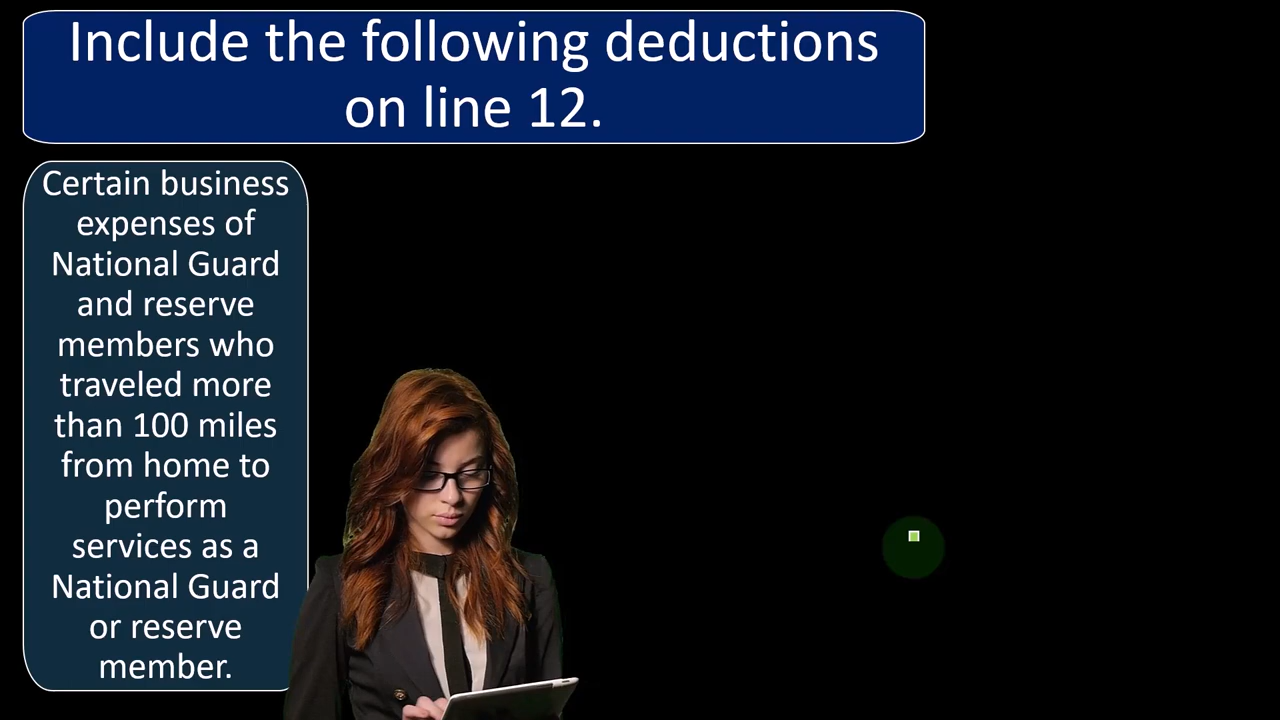 Include the following deductions
on line 12.
Certain business
expenses of
National Guard
and reserve
members who
traveled more
than 100 miles
from home to
perform
services as a
National Guard
or reserve
member.